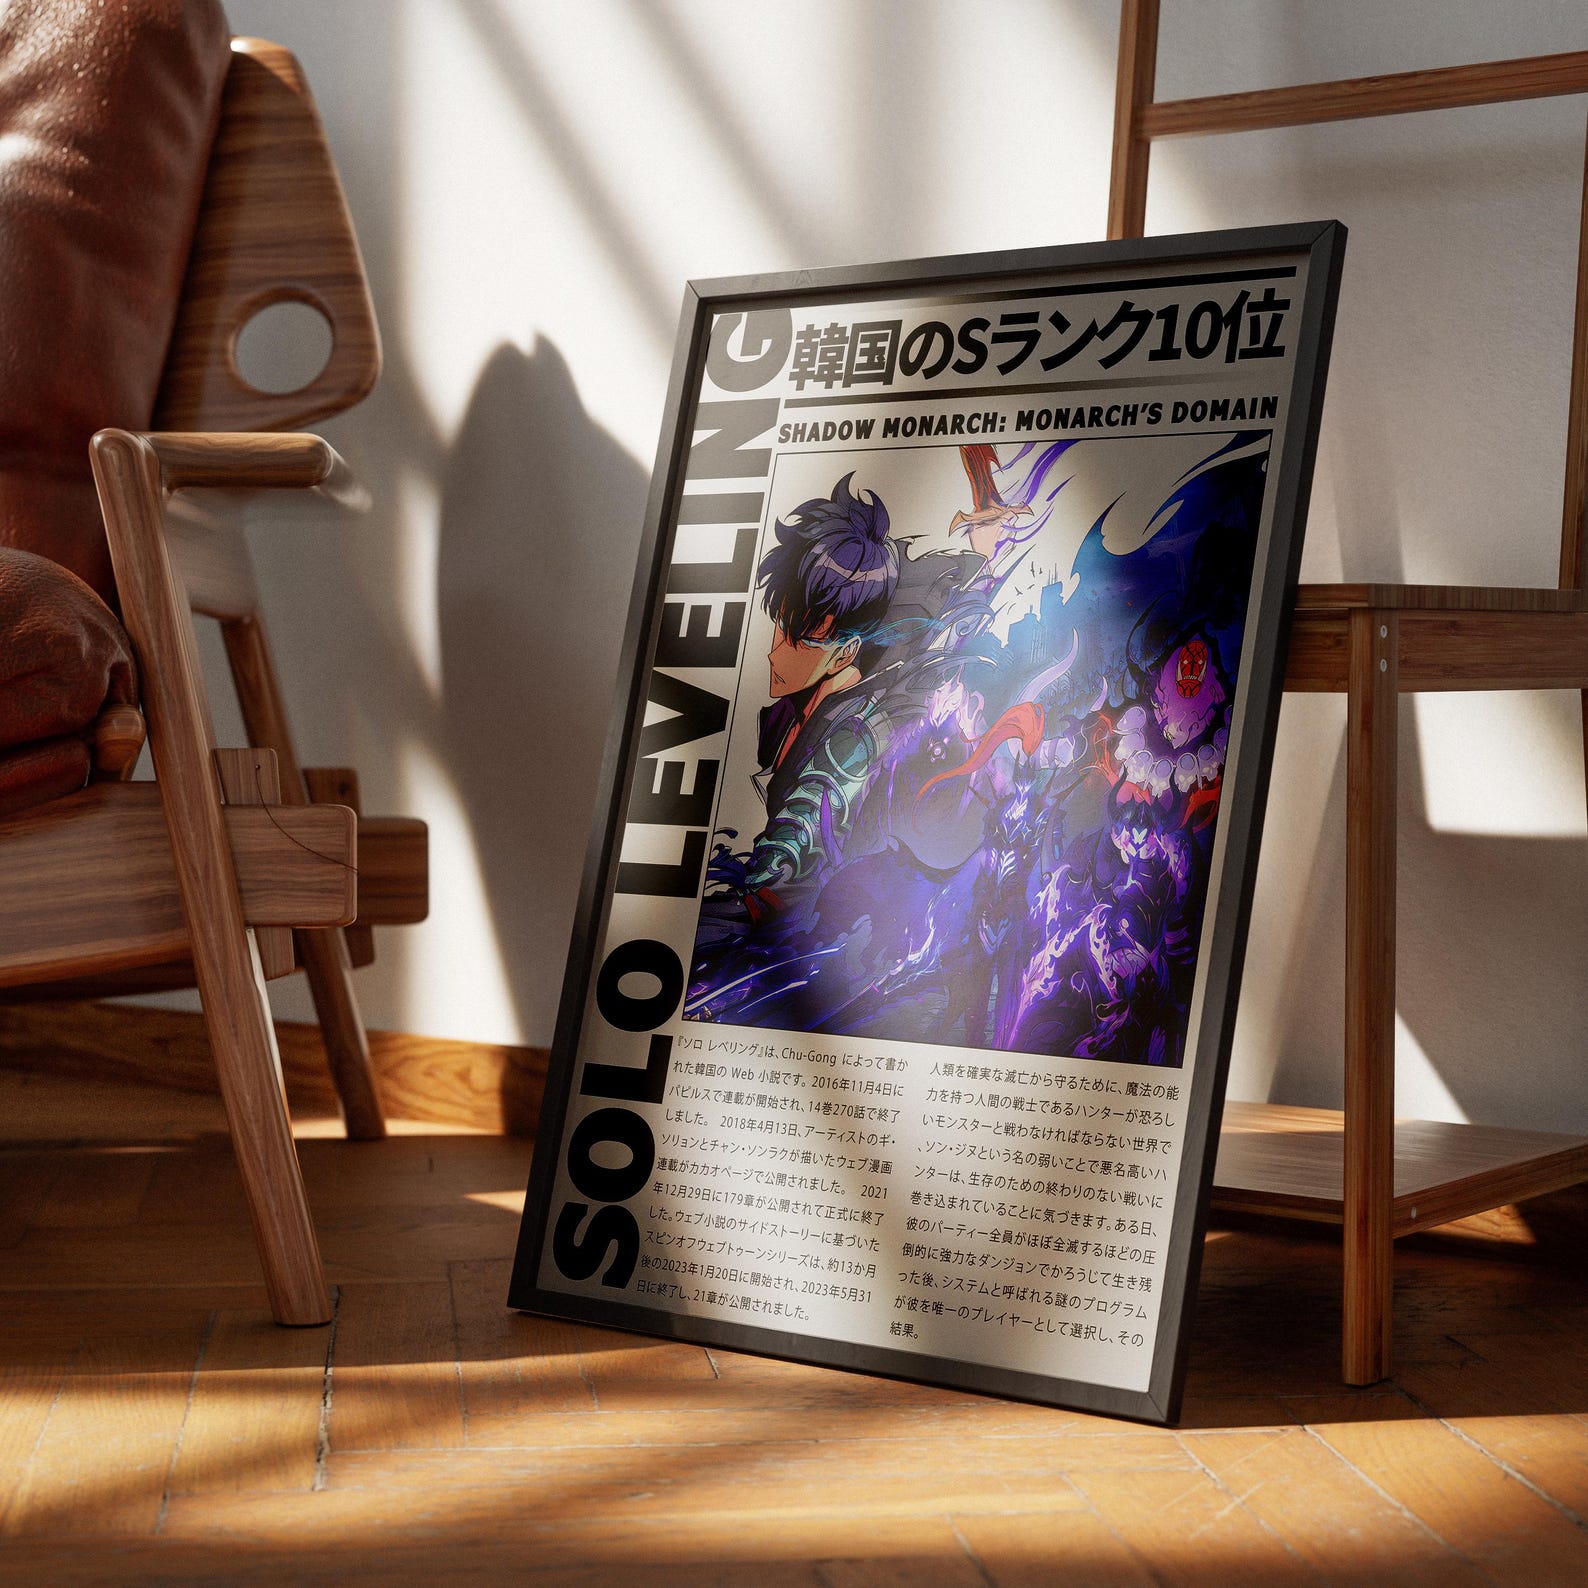 SOLO LEVELING
韓国のSランク10位
SHADOW MONARCH: MONARCH'S DOMAIN
『ソロ レベリング』は、Chu-Gong によって書か
れた韓国の Web 小説です。2016年11月4日に
パピルスで連載が開始され、14巻270話で終了
しました。 2018年4月13日、アーティストのギ・
ソリョンとチャン・ソンラクが描いたウェブ漫画
連載がカカオページで公開されました。 2021
年12月29日に179章が公開されて正式に終了
した。ウェブ小説のサイドストーリーに基づいた
スピンオフウェブトゥーンシリーズは、約13か月
後の2023年1月20日に開始され、2023年5月31
日に終了し、21章が公開されました。
人類を確実な滅亡から守るために、魔法の能
力を持つ人間の戦士であるハンターが恐ろし
いモンスターと戦わなければならない世界で
、ソン・ジヌという名の弱いことで悪名高いハ
ンターは、生存のための終わりのない戦いに
巻き込まれていることに気づきます。ある日、
彼のパーティー全員がほぼ全滅するほどの圧
倒的に強力なダンジョンでかろうじて生き残
った後、システムと呼ばれる謎のプログラム
が彼を唯一のプレイヤーとして選択し、その
結果。